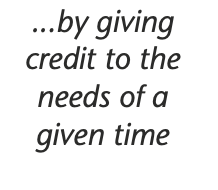 ...by giving
credit to the
needs of a
given time